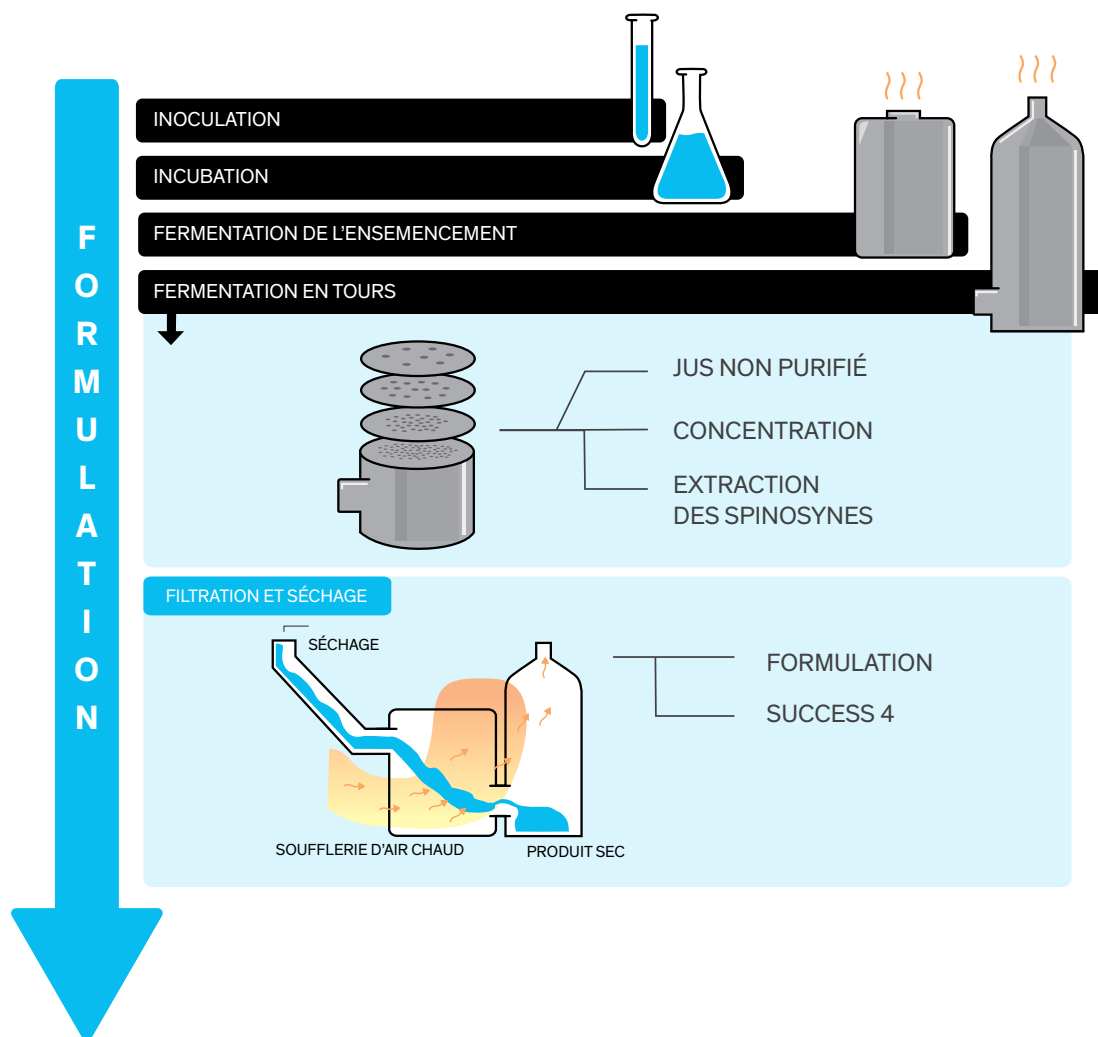 FORMULATION
INOCULATION
INCUBATION
FERMENTATION DE L'ENSEMENCEMENT
FERMENTATION EN TOURS
JUS NON PURIFIÉ
CONCENTRATION
EXTRACTION
DES SPINOSYNES
FILTRATION ET SÉCHAGE
SÉCHAGE
FORMULATION
SUCCESS 4
SOUFFLERIE D'AIR CHAUD
PRODUIT SEC